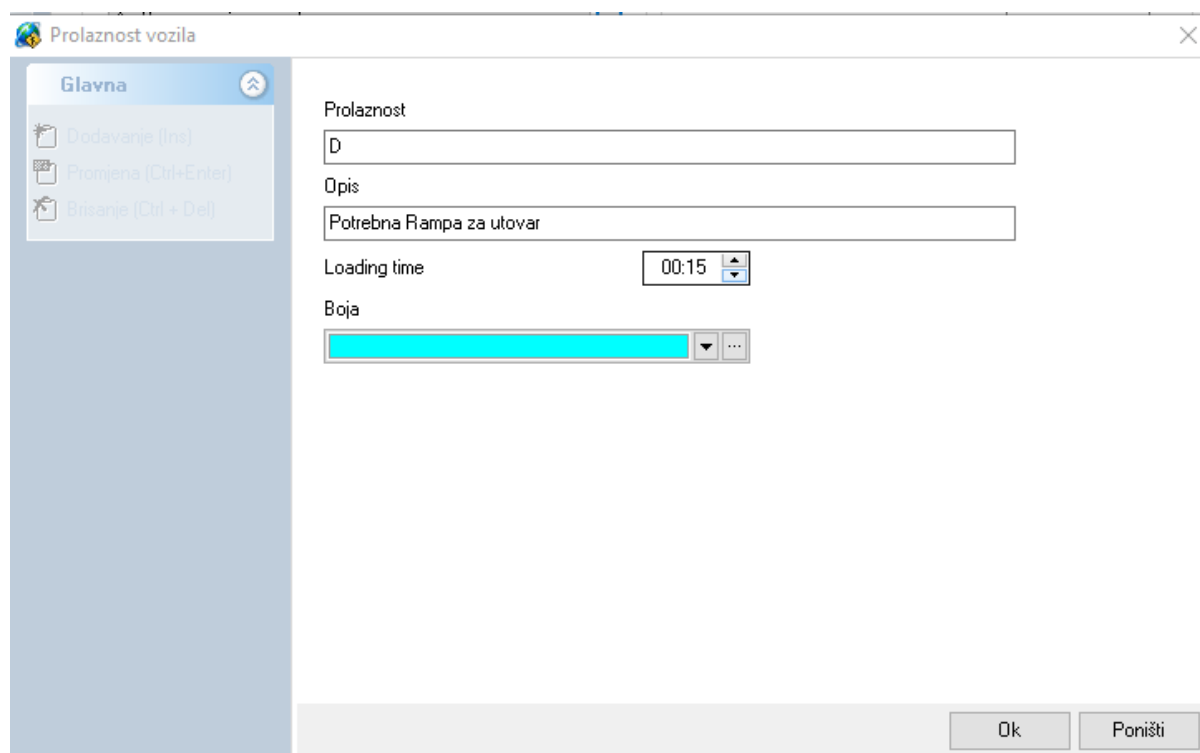 Prolaznost vozila
Glavna
Dodavanje (Ins)
Promjena (Ctrl+Enter)
Brisanje (Ctrl + Del)
Prolaznost
D
Opis
Potrebna Rampa za utovar
Loading time
00:15
Boja
...
Ok
Poništi